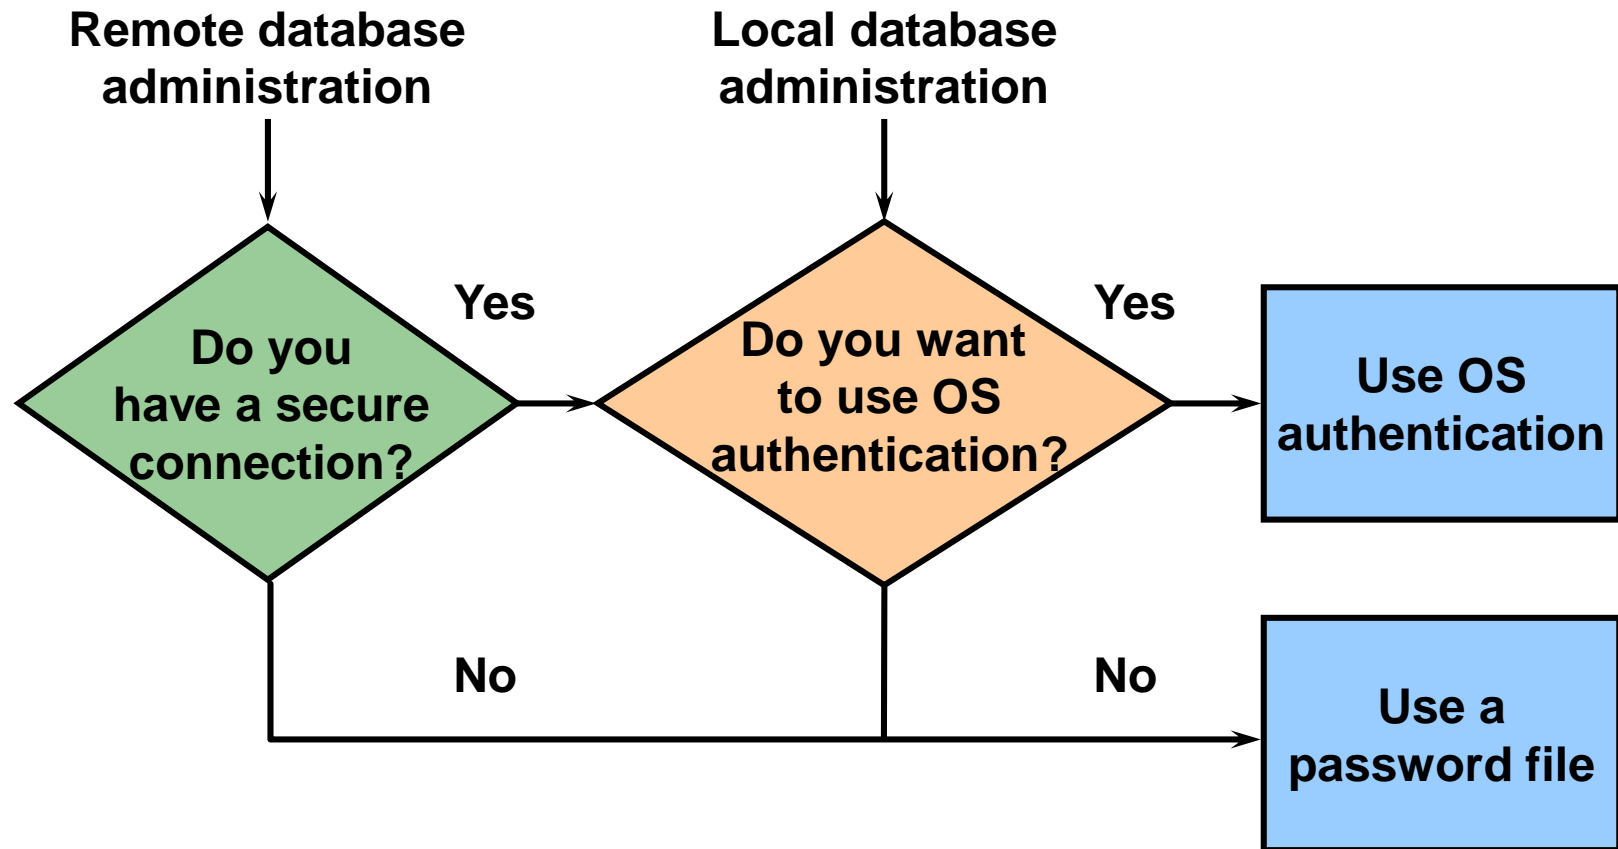 Remote database
administration
Local database
administration
Yes
Yes
Do you
have a secure
connection?
Do you want
to use OS
authentication?
Use OS
authentication
No
No
Use a
password file